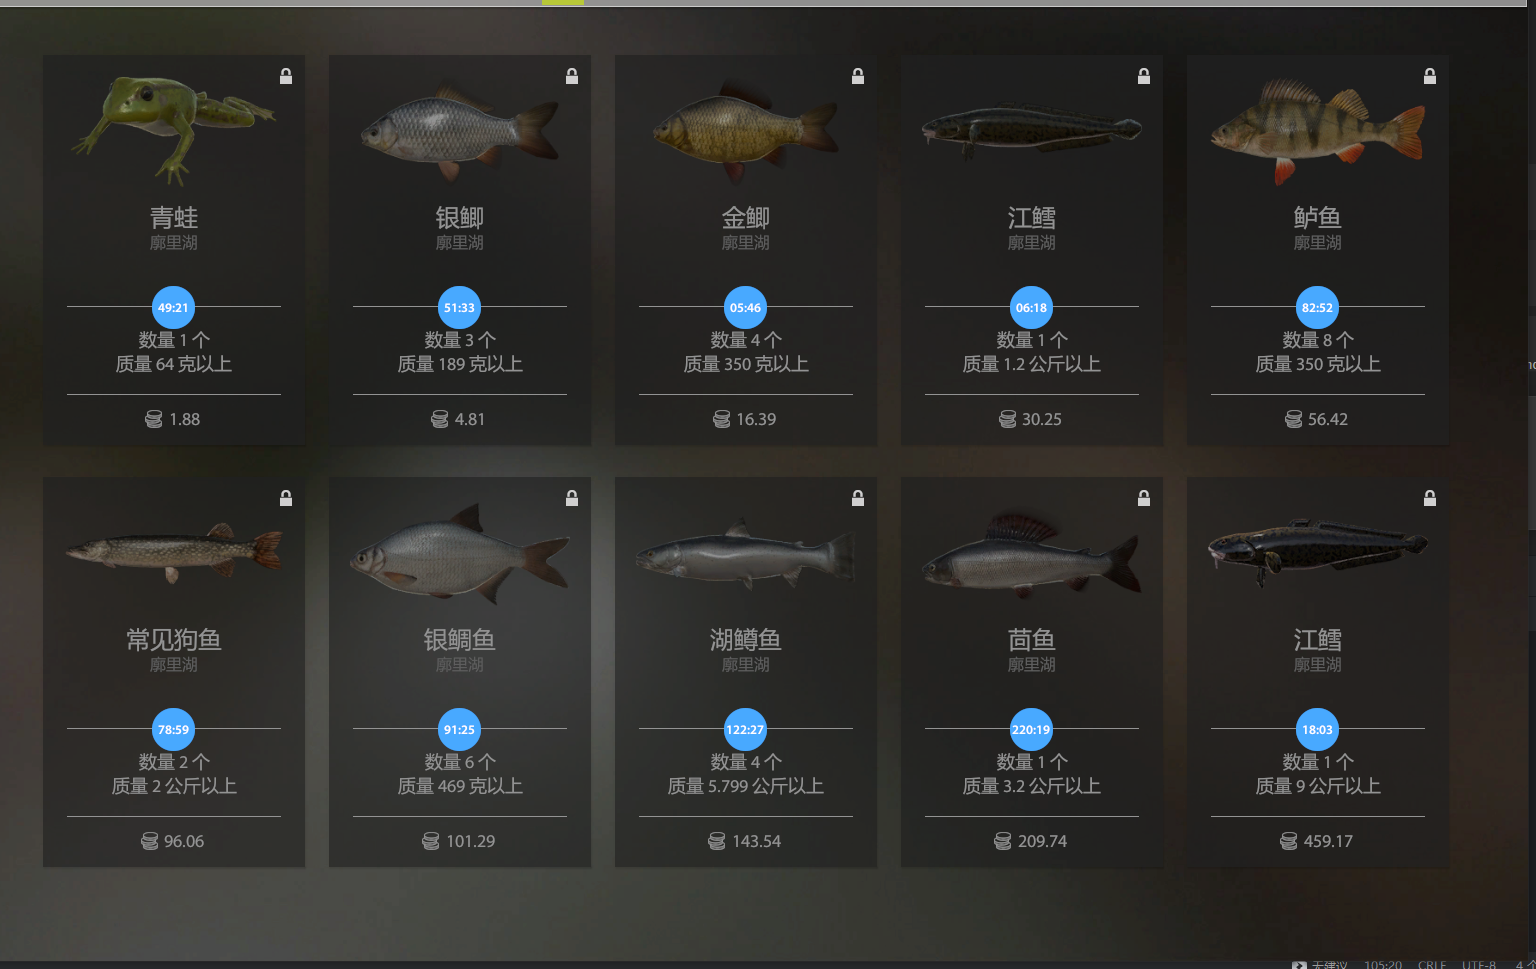 青蛙
廓里湖
49:21
数量 1 个
质量 64 克以上
1.88
银鲫
廓里湖
51:33
数量 3 个
质量 189 克以上
4.81
金鲫
廓里湖
05:46
数量 4 个
质量 350 克以上
16.39
江鳕
廓里湖
06:18
数量 1 个
质量 1.2 公斤以上
30.25
鲈鱼
廓里湖
82:52
数量 8 个
质量 350 克以上
56.42
常见狗鱼
廓里湖
78:59
数量 2 个
质量 2 公斤以上
96.06
银鲷鱼
廓里湖
91:25
数量 6 个
质量 469 克以上
101.29
湖鳟鱼
廓里湖
122:27
数量 4 个
质量 5.799 公斤以上
143.54
茴鱼
廓里湖
220:19
数量 1 个
质量 3.2 公斤以上
209.74
江鳕
廓里湖
18:03
数量 1 个
质量 9 公斤以上
459.17
无建议 105:20 CRLF UTF-8 4 个